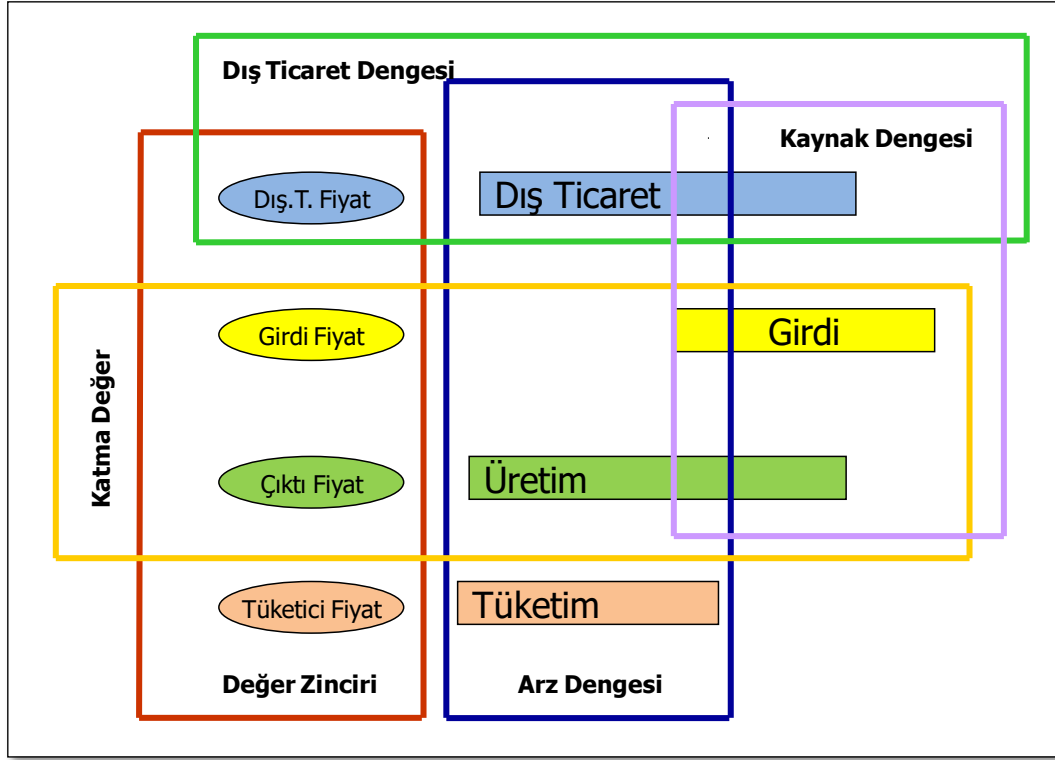 Dış Ticaret Dengesi
Kaynak Dengesi
Dış.T. Fiyat
Dış Ticaret
Girdi Fiyat
Girdi
Katma Değer
Çıktı Fiyat
Üretim
Tüketici Fiyat
Tüketim
Değer Zinciri
Arz Dengesi